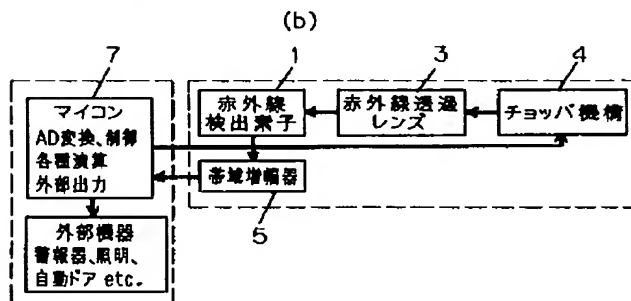 (b)
7
1
3
4
マイコン
AD変換、制御
各種演算
外部出力
赤外線
検出素子
赤外線透過
レンズ
チョッパ機構
帯域増幅器
5
外部機器
警報器、照明、
自動ドア etc.